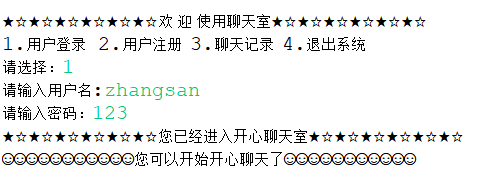 ★☆★☆★☆★☆★☆★☆★☆欢 迎 使用聊天室★☆★☆★☆★☆★☆★☆
1.用户登录 2.用户注册 3.聊天记录 4.退出系统
请选择：1
请输入用户名:zhangsan
请输入密码：123
★☆★☆★☆★☆★☆★☆★☆您已经进入开心聊天室★☆★☆★☆★☆★☆★☆
☺☺☺☺☺☺☺☺☺☺☺您可以开始开心聊天了☺☺☺☺☺☺☺☺☺☺☺